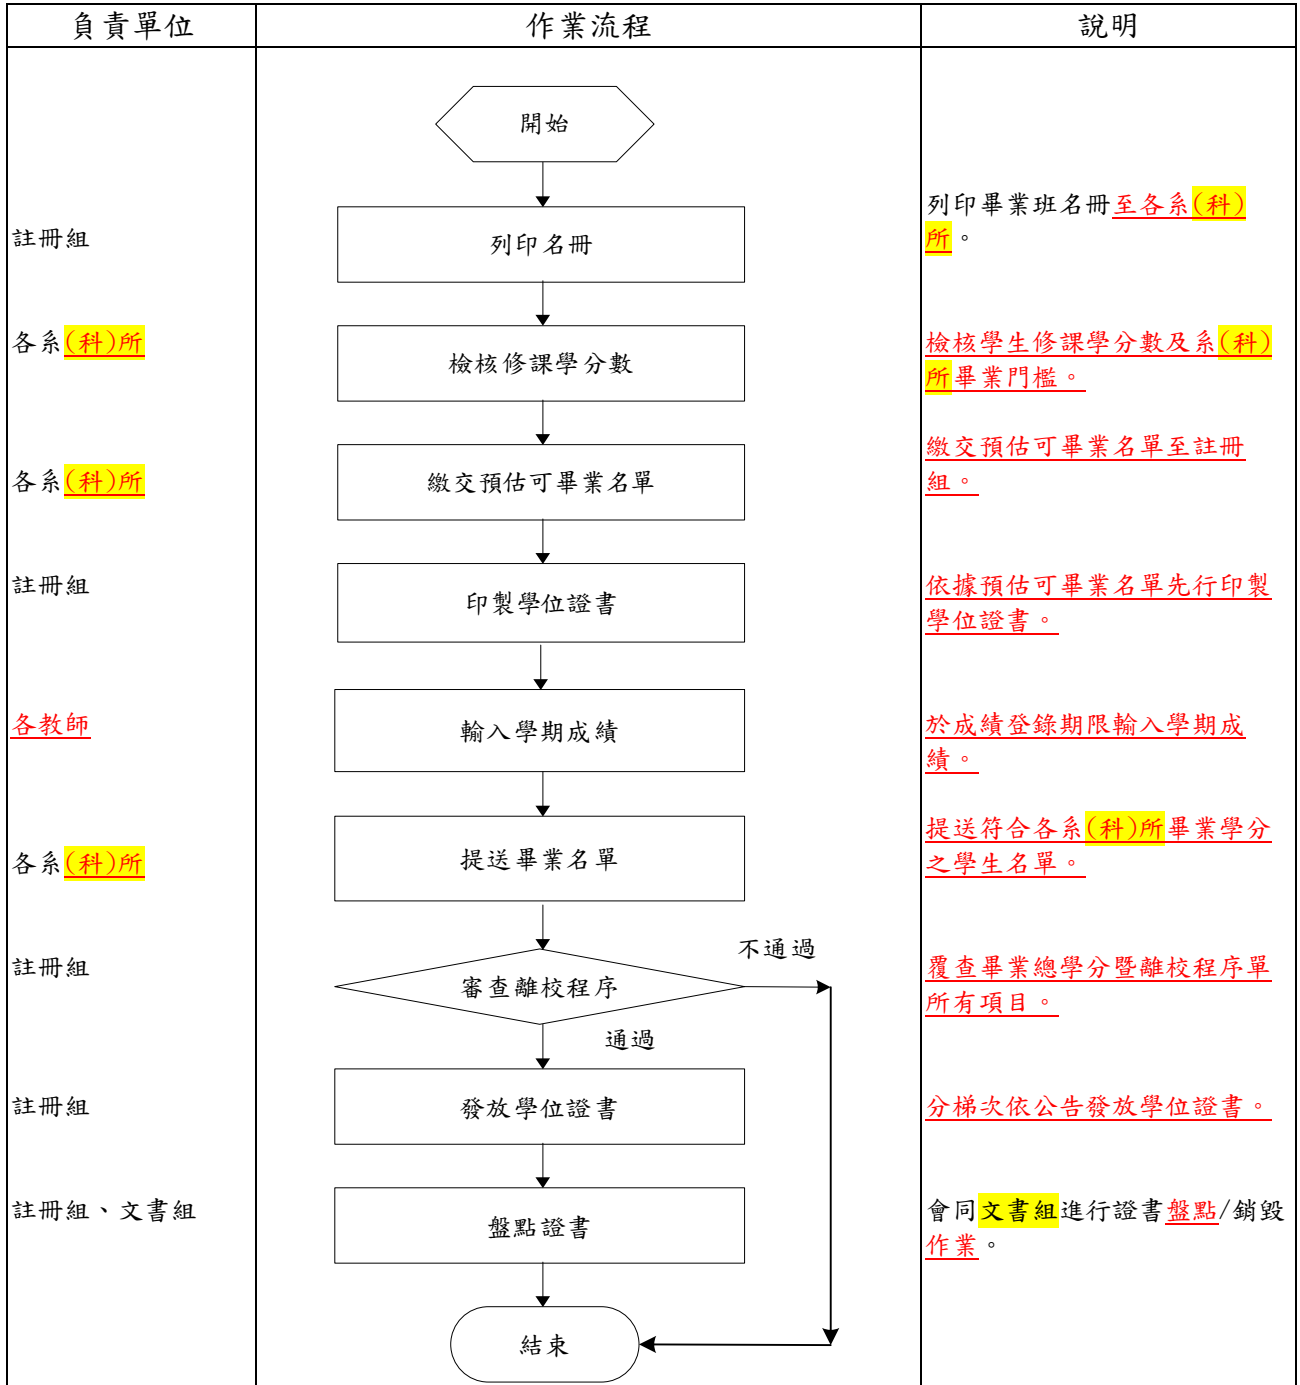 負責單位
作業流程
說明
開始
註冊組
列印名冊
列印畢業班名冊至各系(科)
所。
各系(科)所
檢核修課學分數
檢核學生修課學分數及系(科)
所畢業門檻。
各系(科)所
繳交預估可畢業名單
繳交預估可畢業名單至註冊
組。
註冊組
印製學位證書
依據預估可畢業名單先行印製
學位證書。
各教師
輸入學期成績
於成績登錄期限輸入學期成
績。
各系(科)所
提送畢業名單
提送符合各系(科)所畢業學分
之學生名單。
註冊組
審查離校程序
不通過
通過
覆查畢業總學分暨離校程序單
所有項目。
註冊組
發放學位證書
分梯次依公告發放學位證書。
註冊組、文書組
盤點證書
會同文書組進行證書盤點/銷毀
作業。
結束